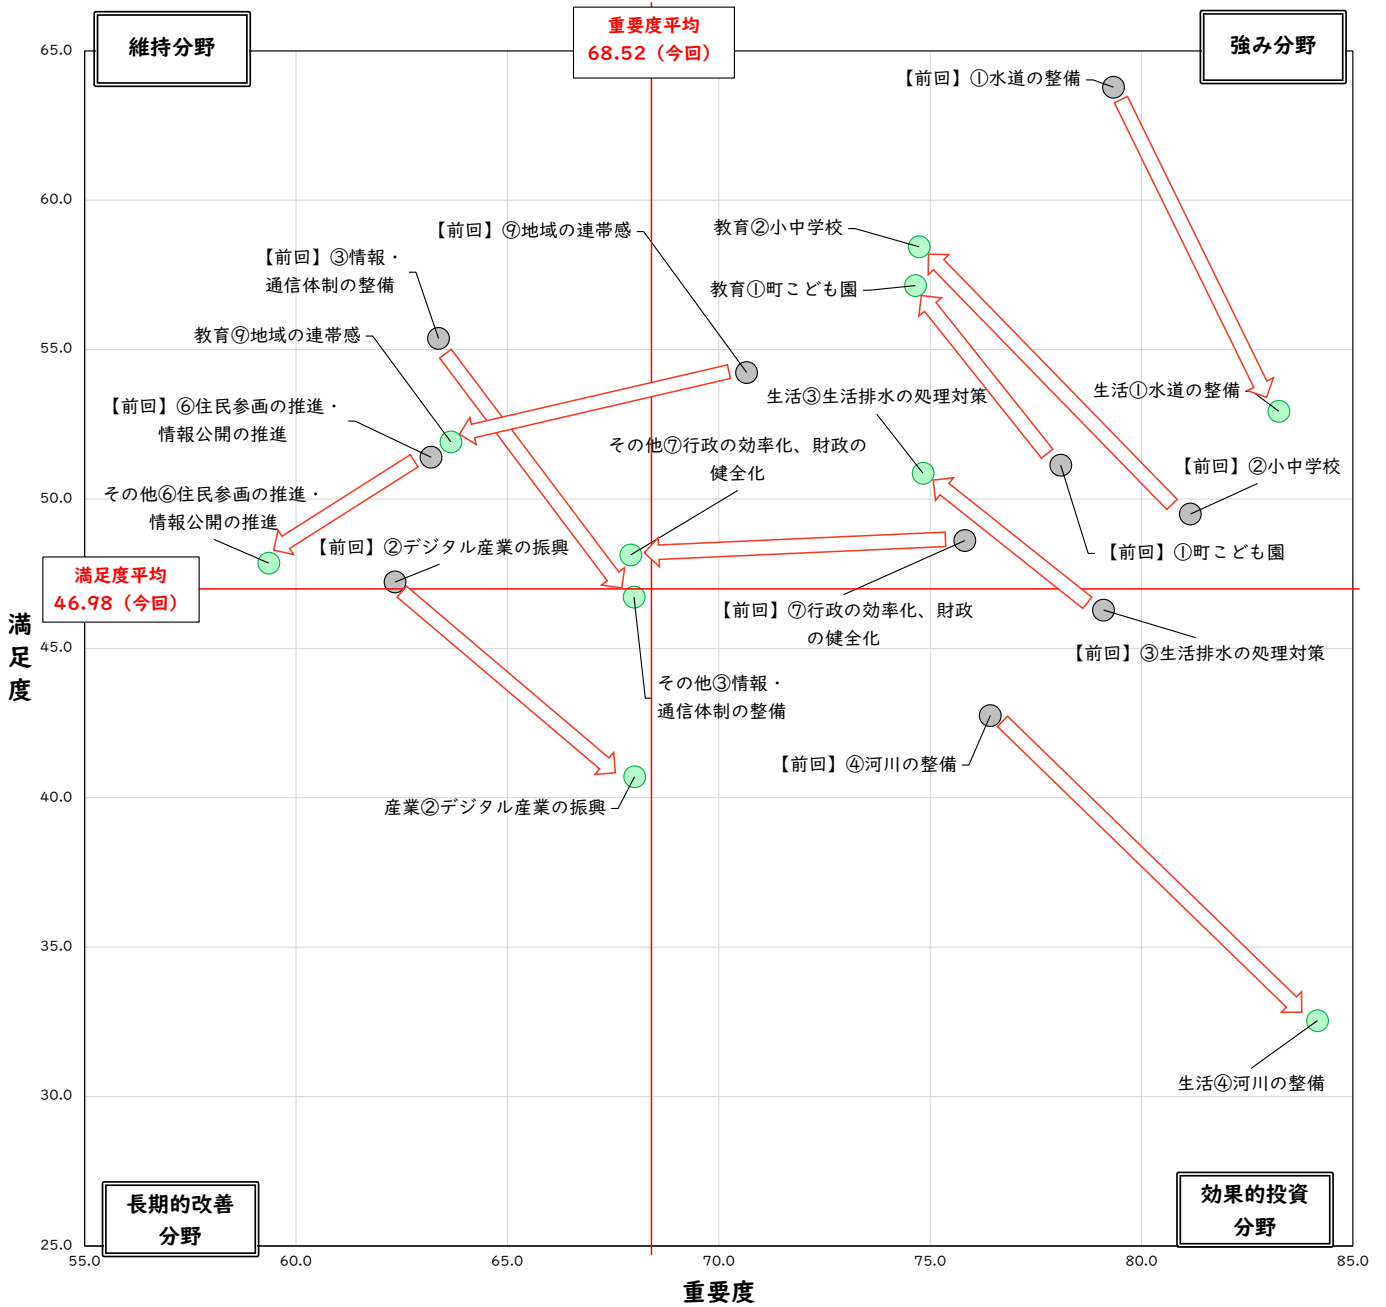 維持分野
重要度平均
68.52（今回）
強み分野
65.0
【前回】①水道の整備
60.0
【前回】⑨地域の連帯感
教育②小中学校
【前回】③情報・
通信体制の整備
教育①町こども園
55.0
教育⑨地域の連帯感
【前回】⑥住民参画の推進・
情報公開の推進
生活③生活排水の処理対策
生活①水道の整備
その他⑦行政の効率化、財政の
健全化
【前回】②小中学校
50.0
その他⑥住民参画の推進・
情報公開の推進
【前回】②デジタル産業の振興
【前回】①町こども園
満足度平均
46.98（今回）
【前回】⑦行政の効率化、財政
の健全化
満足度
45.0
【前回】③生活排水の処理対策
その他③情報・
通信体制の整備
【前回】④河川の整備
40.0
産業②デジタル産業の振興
35.0
30.0
生活④河川の整備
長期的改善
分野
効果的投資
分野
25.0
55.0
60.0
65.0
70.0
75.0
80.0
85.0
重要度